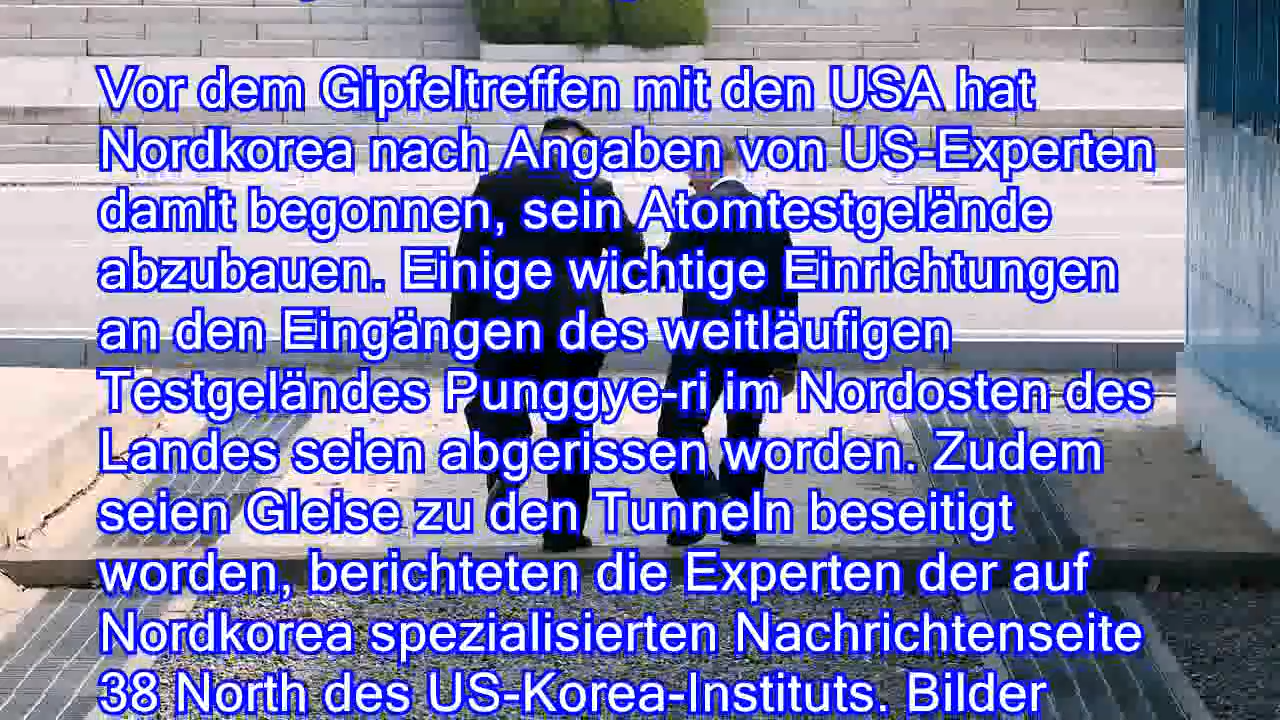 Vor dem Gipfeltreffen mit den USA hat
Nordkorea nach Angaben von US-Experten
damit begonnen, sein Atomtestgelände
abzubauen. Einige wichtige Einrichtungen
an den Eingängen des weitläufigen
Testgeländes Punggye-ri im Nordosten des
Landes seien abgerissen worden. Zudem
seien Gleise zu den Tunneln beseitigt
worden, berichteten die Experten der auf
Nordkorea spezialisierten Nachrichtenseite
38 North des US-Korea-Instituts. Bilder